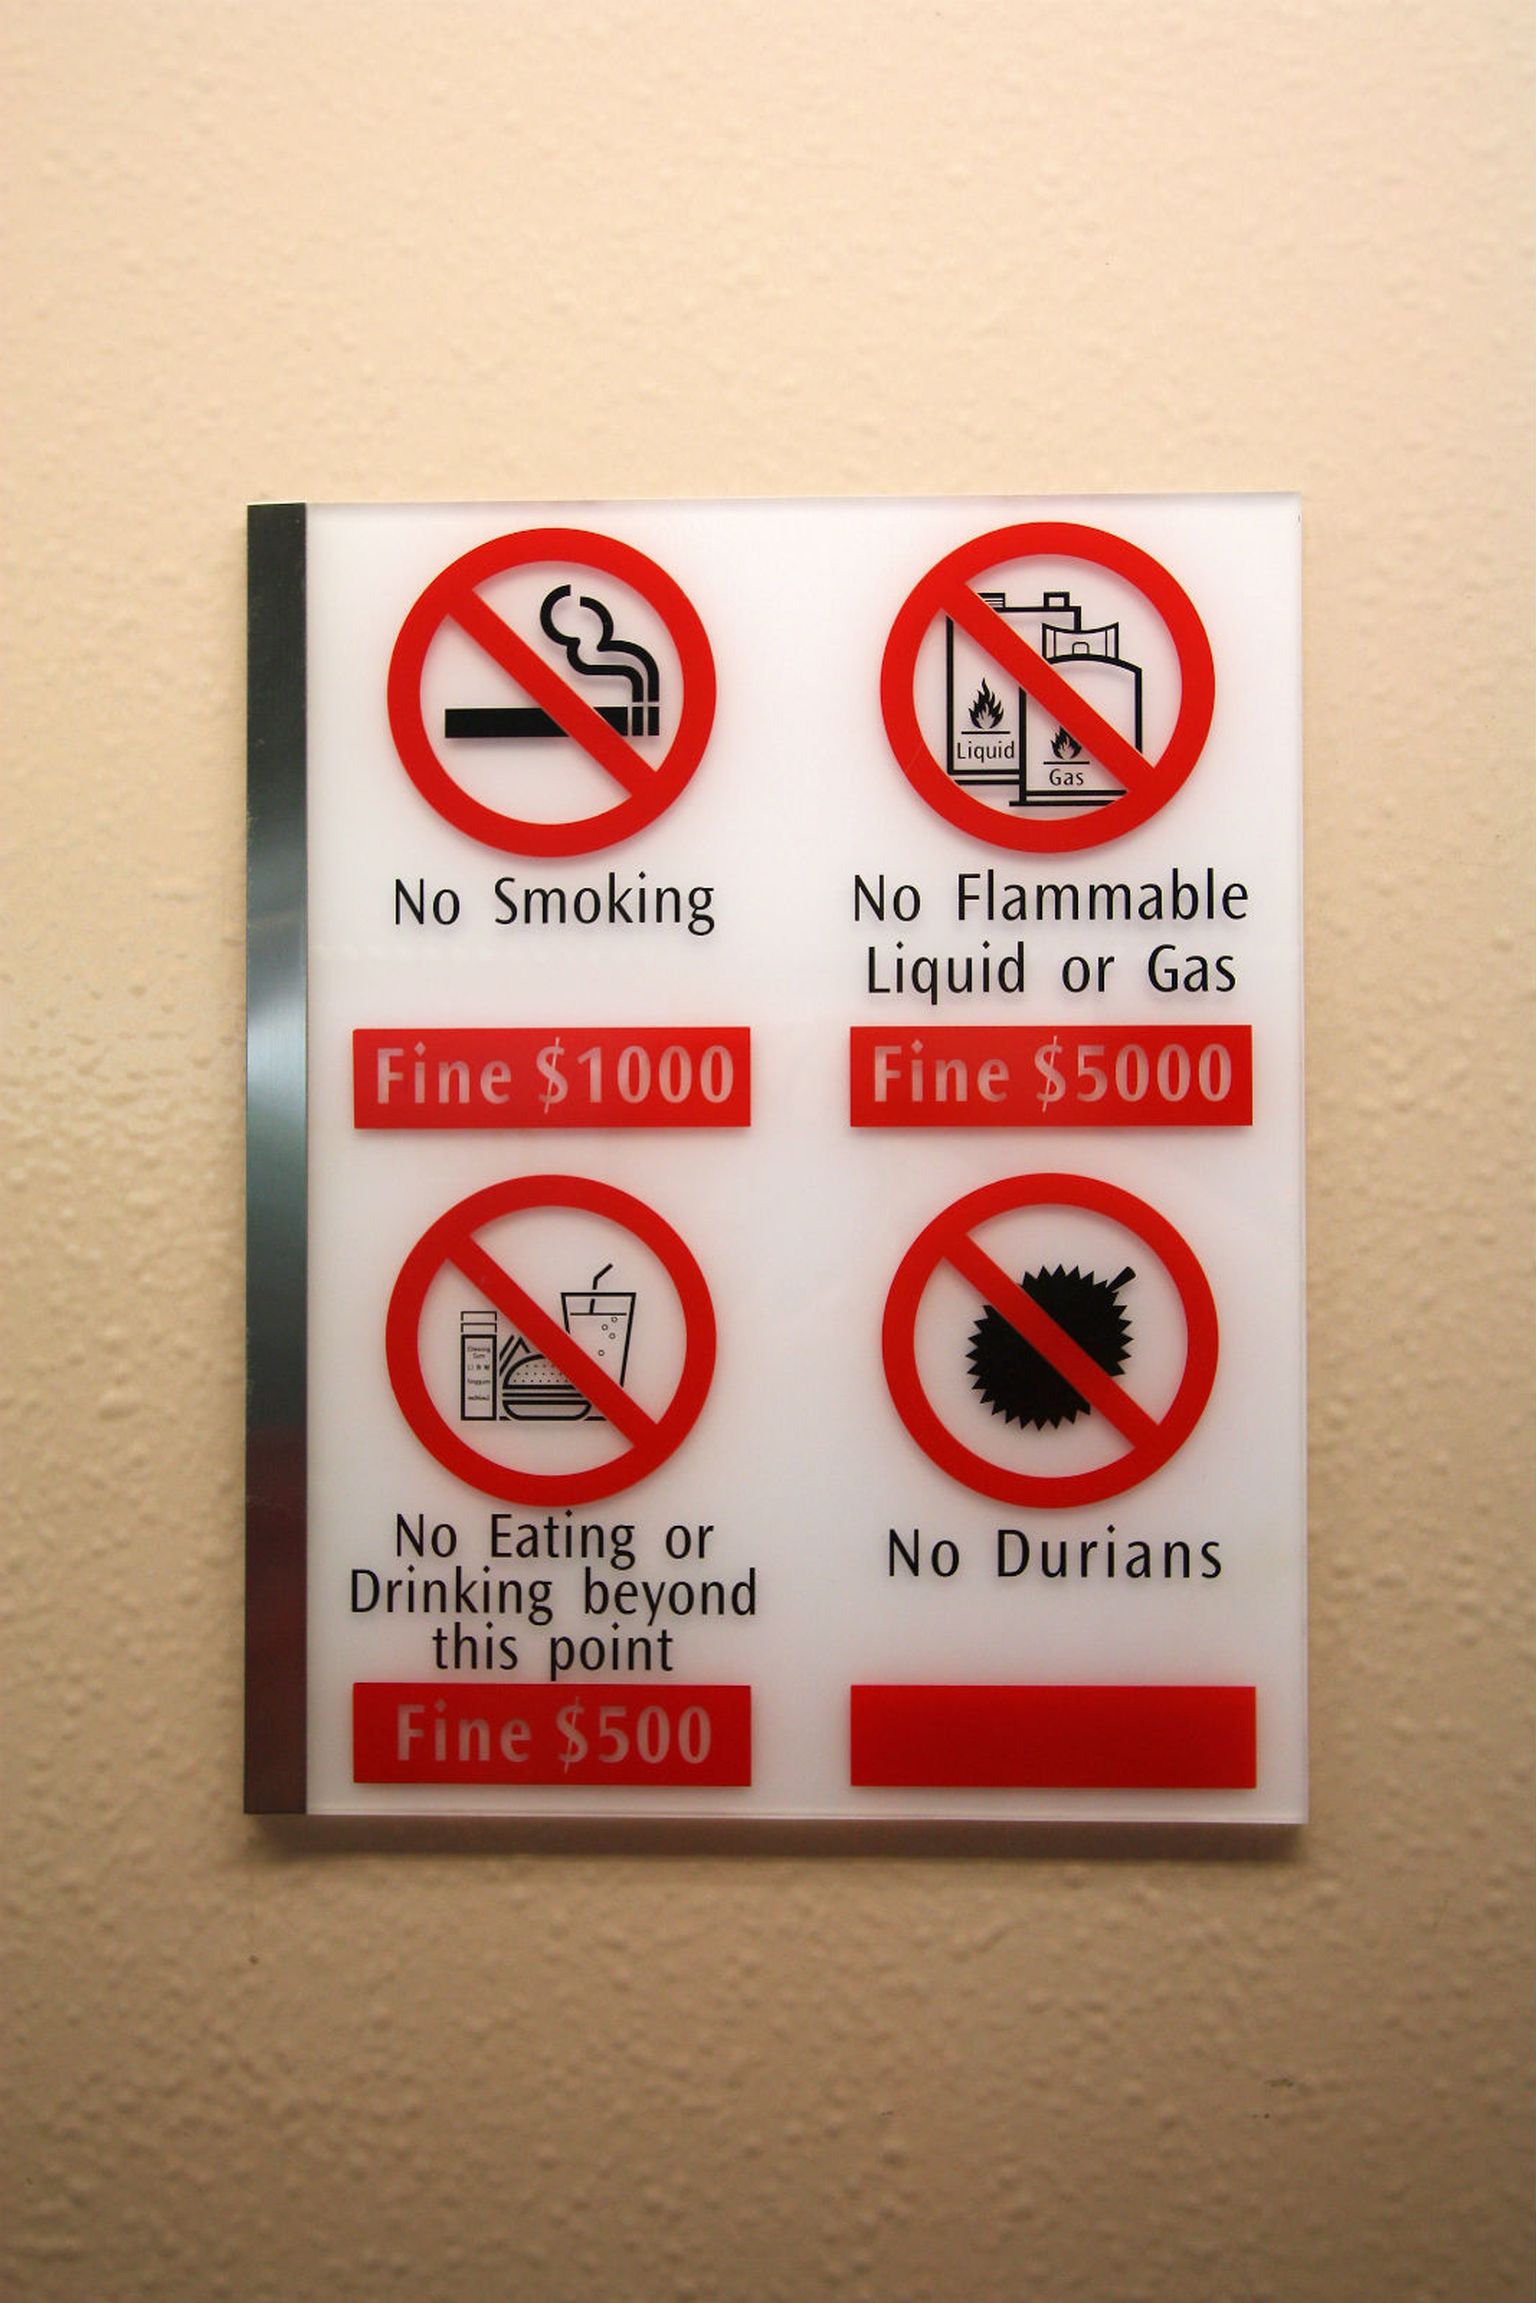 Liquid
Gas
No Smoking
No Flammable
Liquid or Gas
Fine $1000
Fine $5000
No Eating or
Drinking beyond
this point
No Durians
Fine $500